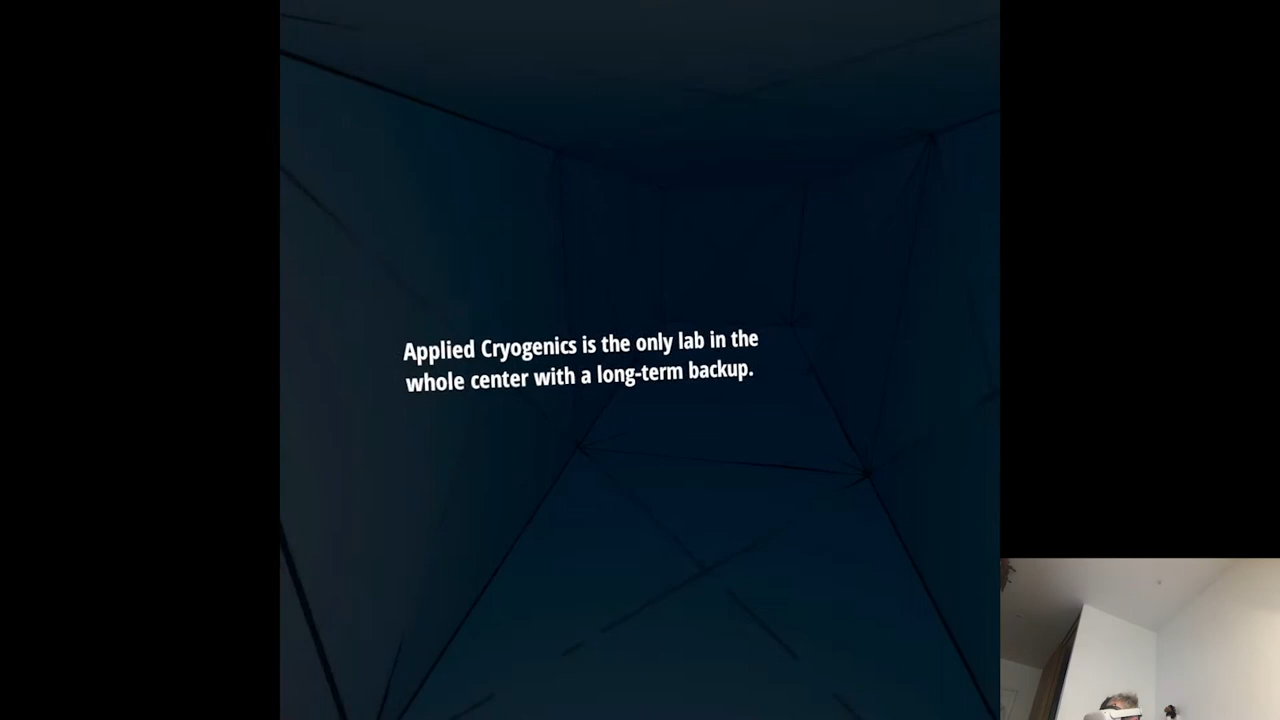 Applied Cryogenics is the only lab in the
whole center with a long-term backup.